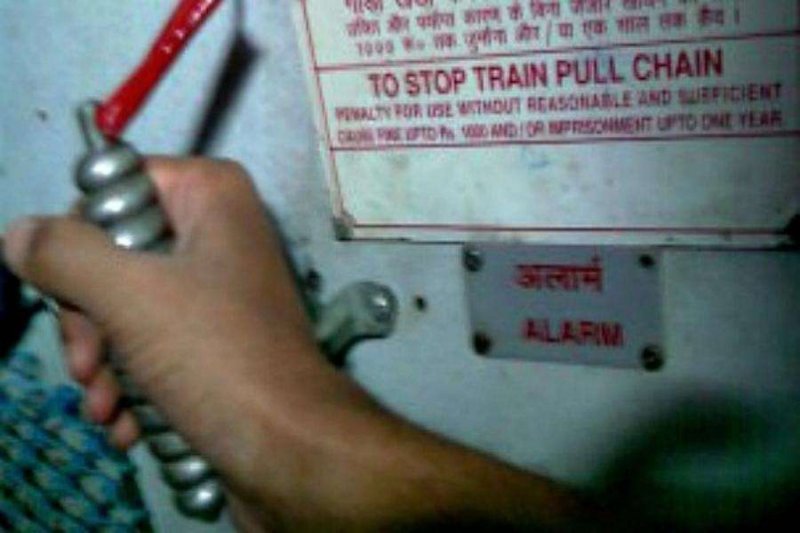 गाड़ी खड़ी
उचित और पर्याप्त कारण के बिना जंजीर खींचने
1000 रु० तक जुर्माना और / या एक साल तक कैद ।
TO STOP TRAIN PULL CHAIN
PENALTY FOR USE WITHOUT REASONABLE AND SUFFICIENT
CAUSE FINE UPTO Rs. 1000 AND / OR IMPRISONMENT UPTO ONE YEAR
अलार्म
ALARM